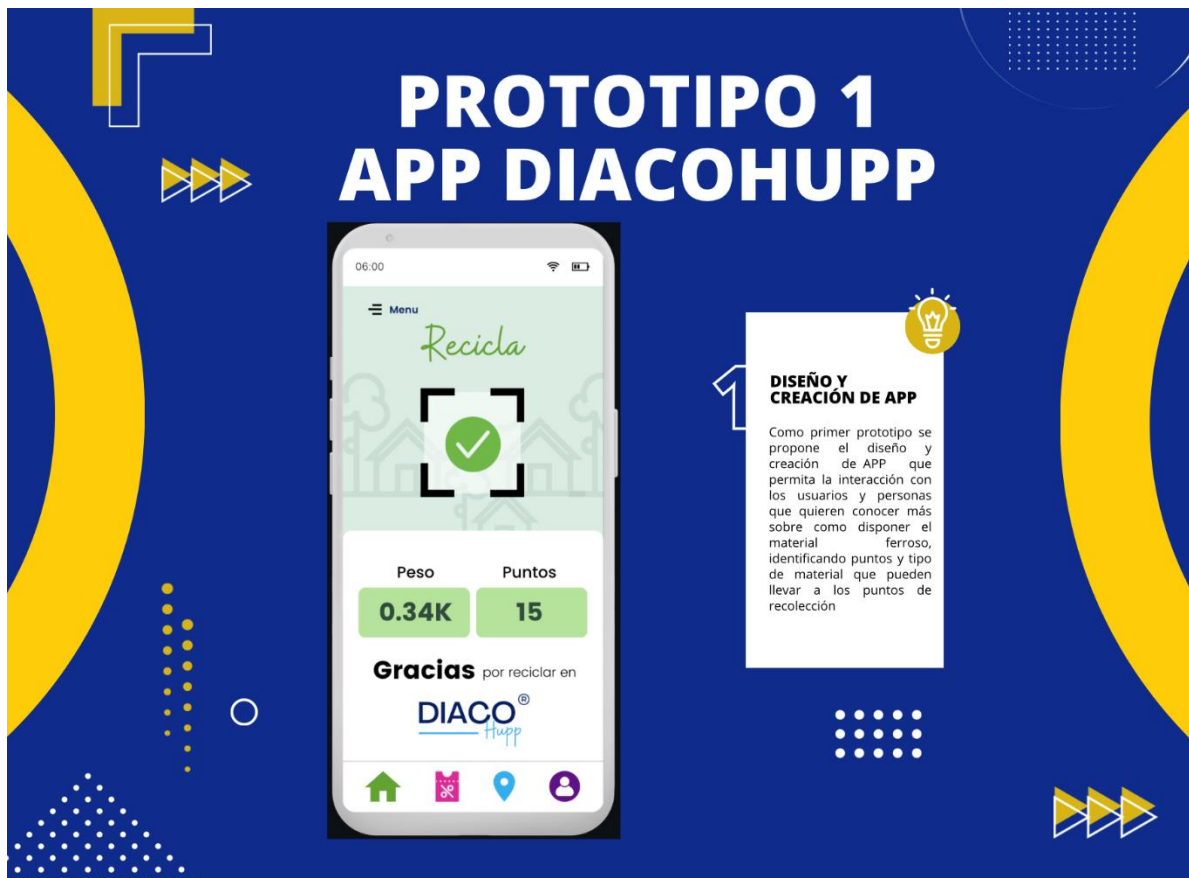 PROTOTIPO 1
APP DIACOHUPP
06:00
Menu
Recicla
Peso Puntos
0.34K 15
Gracias por reciclar en
DIACO®
Hupp
1
DISEÑO Y
CREACIÓN DE APP
Como primer prototipo se
propone el diseño y
creación de APP que
permita la interacción con
los usuarios y personas
que quieren conocer más
sobre como disponer el
material ferroso,
identificando puntos y tipo
de material que pueden
llevar a los puntos de
recolección